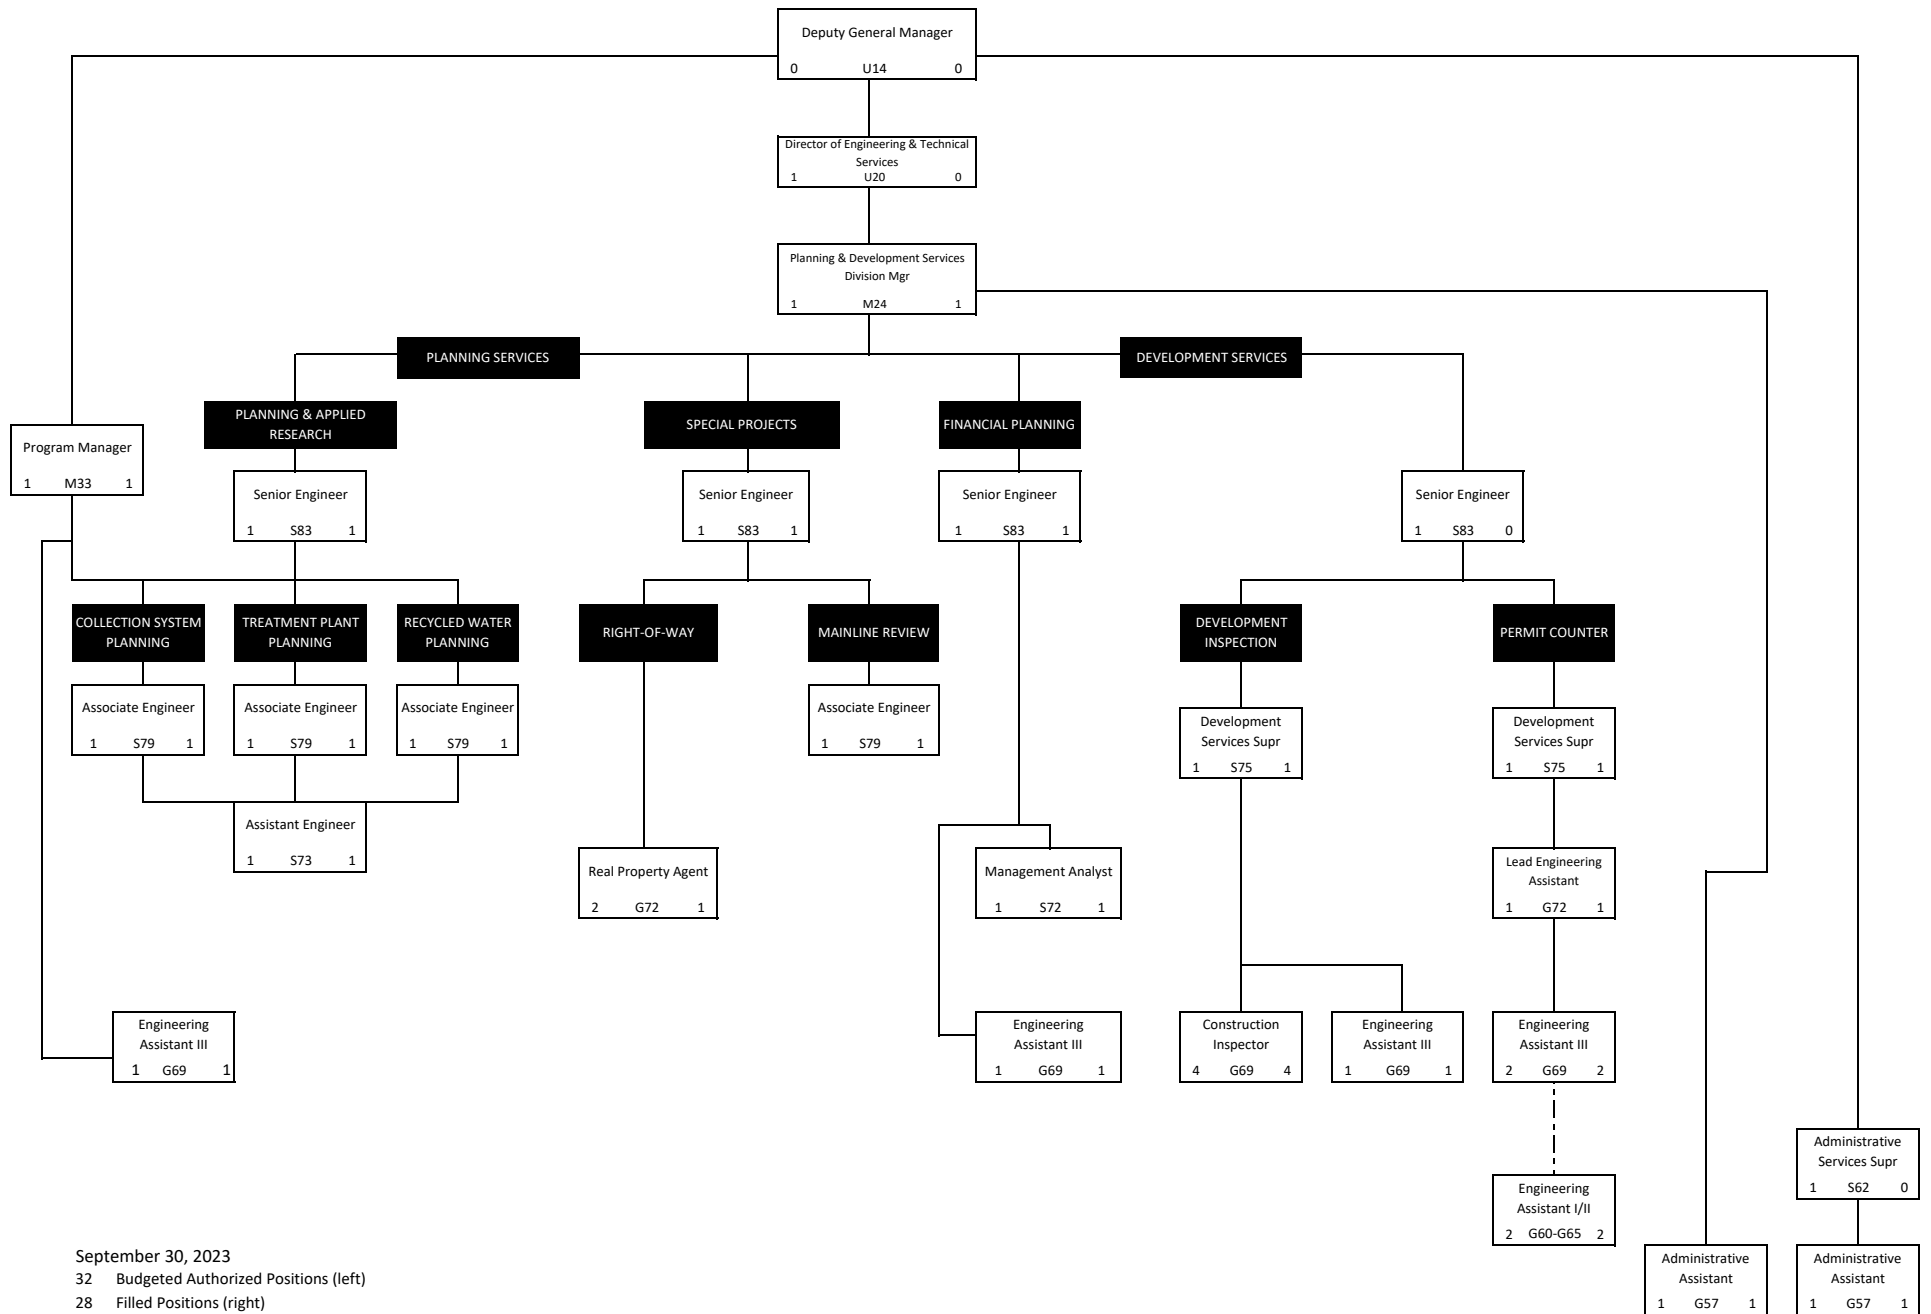 Deputy General Manager
0 U14 0
Director of Engineering & Technical
Services
1 U20 0
Planning & Development Services
Division Mgr
1 M24 1
PLANNING SERVICES
DEVELOPMENT SERVICES
PLANNING & APPLIED
RESEARCH
SPECIAL PROJECTS
FINANCIAL PLANNING
Program Manager
1 M33 1
Senior Engineer
1 S83 1
Senior Engineer
1 S83 1
Senior Engineer
1 S83 1
Senior Engineer
1 S83 0
COLLECTION SYSTEM
PLANNING
TREATMENT PLANT
PLANNING
RECYCLED WATER
PLANNING
RIGHT-OF-WAY
MAINLINE REVIEW
DEVELOPMENT
INSPECTION
PERMIT COUNTER
Associate Engineer
1 S79 1
Associate Engineer
1 S79 1
Associate Engineer
1 S79 1
Associate Engineer
1 S79 1
Development
Services Supr
1 S75 1
Development
Services Supr
1 S75 1
Assistant Engineer
1 S73 1
Real Property Agent
2 G72 1
Management Analyst
1 S72 1
Lead Engineering
Assistant
1 G72 1
Engineering
Assistant III
1 G69 1
Engineering
Assistant III
1 G69 1
Construction
Inspector
4 G69 4
Engineering
Assistant III
1 G69 1
Engineering
Assistant III
2 G69 2
Administrative
Services Supr
1 S62 0
Engineering
Assistant I/II
2 G60-G65 2
Administrative
Assistant
1 G57 1
Administrative
Assistant
1 G57 1
September 30, 2023
32 Budgeted Authorized Positions (left)
28 Filled Positions (right)